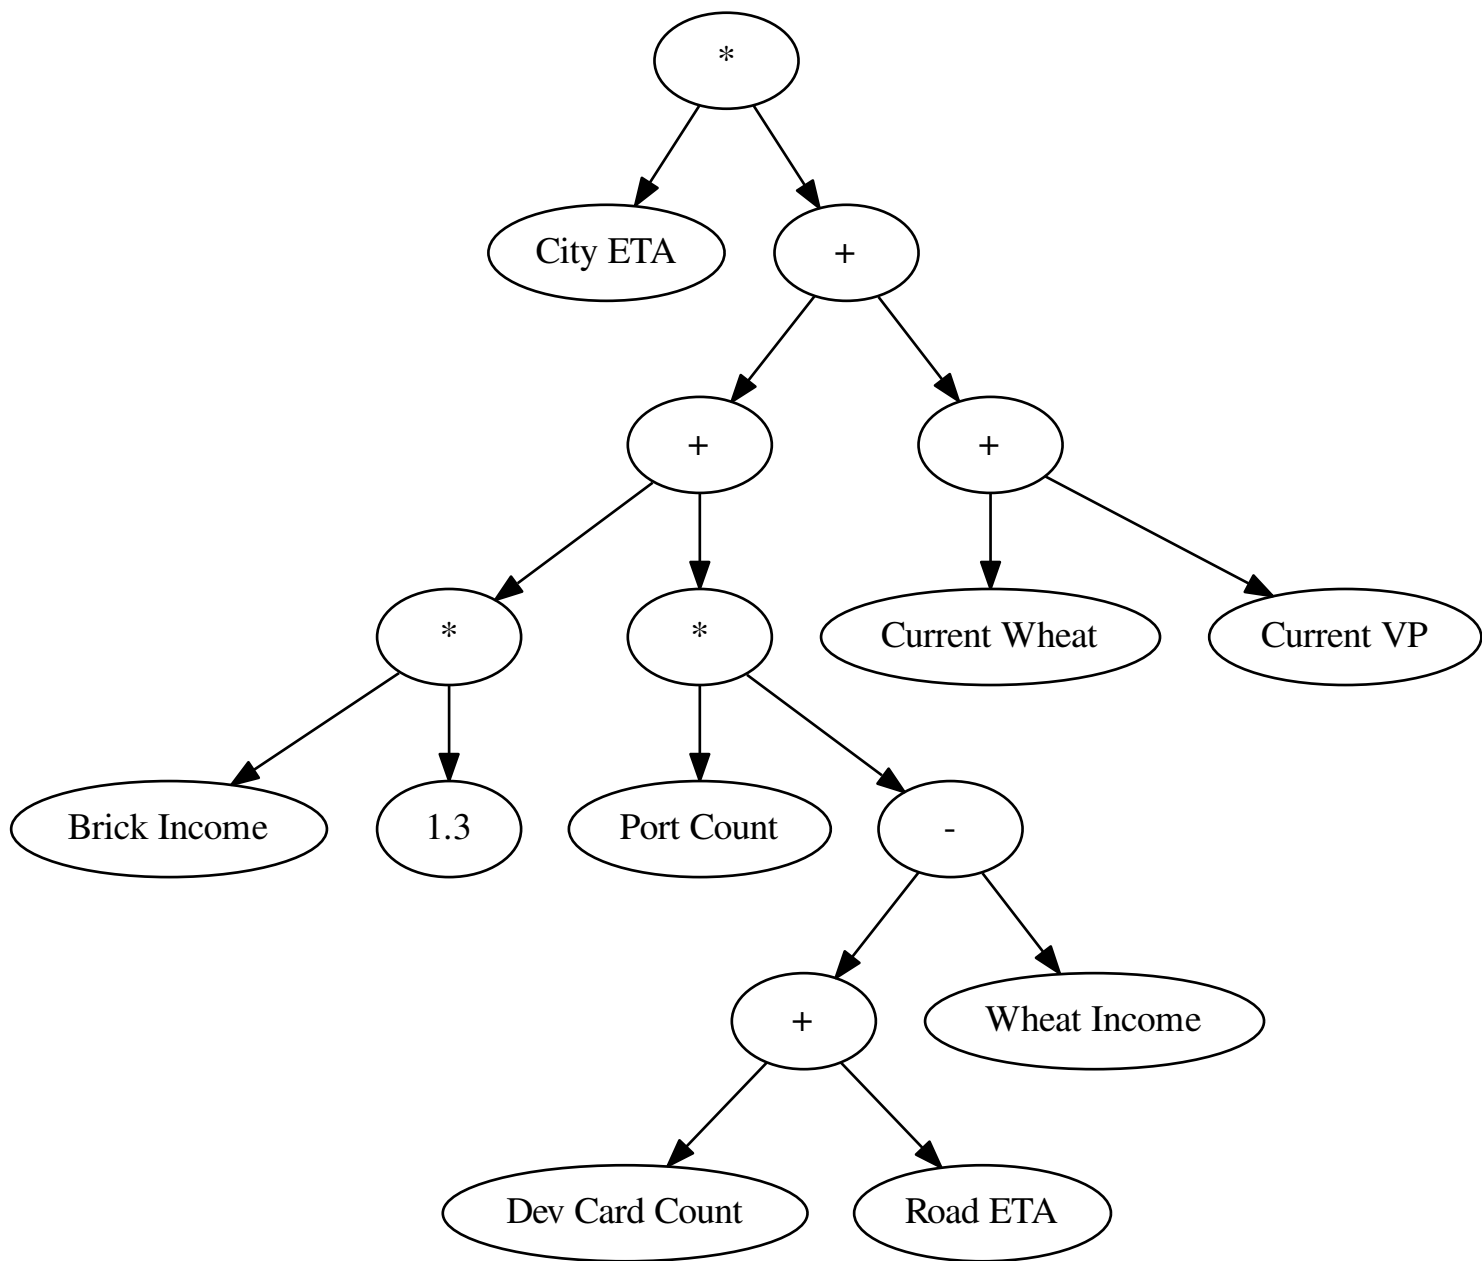 *
City ETA
+
+
+
*
*
Current Wheat
Current VP
Brick Income
1.3
Port Count
-
+
Wheat Income
Dev Card Count
Road ETA